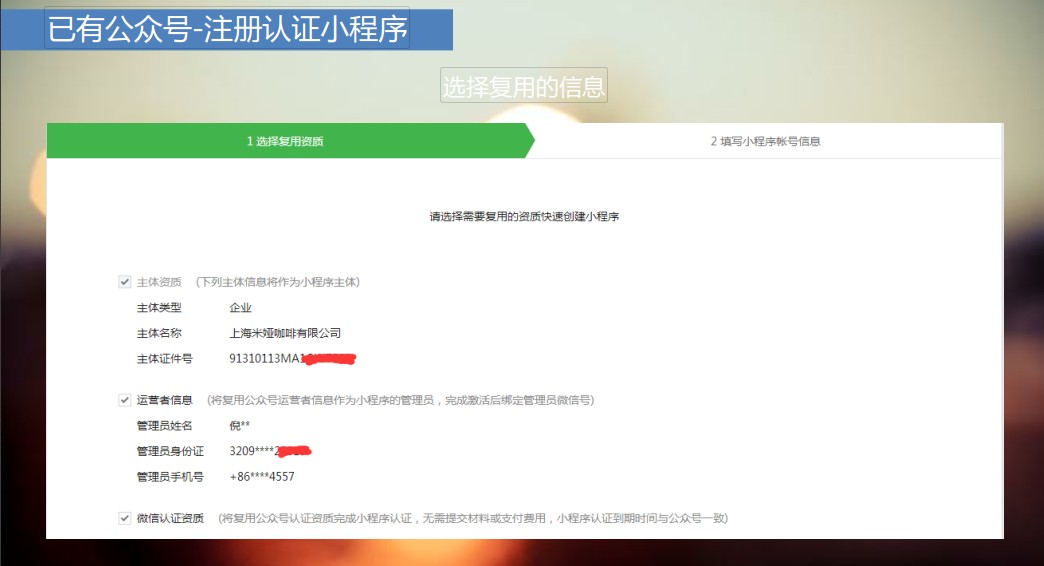 已有公众号-注册认证小程序
选择复用的信息
1 选择复用资质
2 填写小程序帐号信息
请选择需要复用的资质快速创建小程序
主体资质 (下列主体信息将作为小程序主体)
主体类型 企业
主体名称 上海米娅咖啡有限公司
主体证件号 91310113MA1
运营者信息 (将复用公众号运营者信息作为小程序的管理员，完成激活后绑定管理员微信号)
管理员姓名 倪**
管理员身份证 3209****2
管理员手机号 +86****4557
微信认证资质 (将复用公众号认证资质完成小程序认证，无需提交材料或支付费用，小程序认证到期时间与公众号一致)